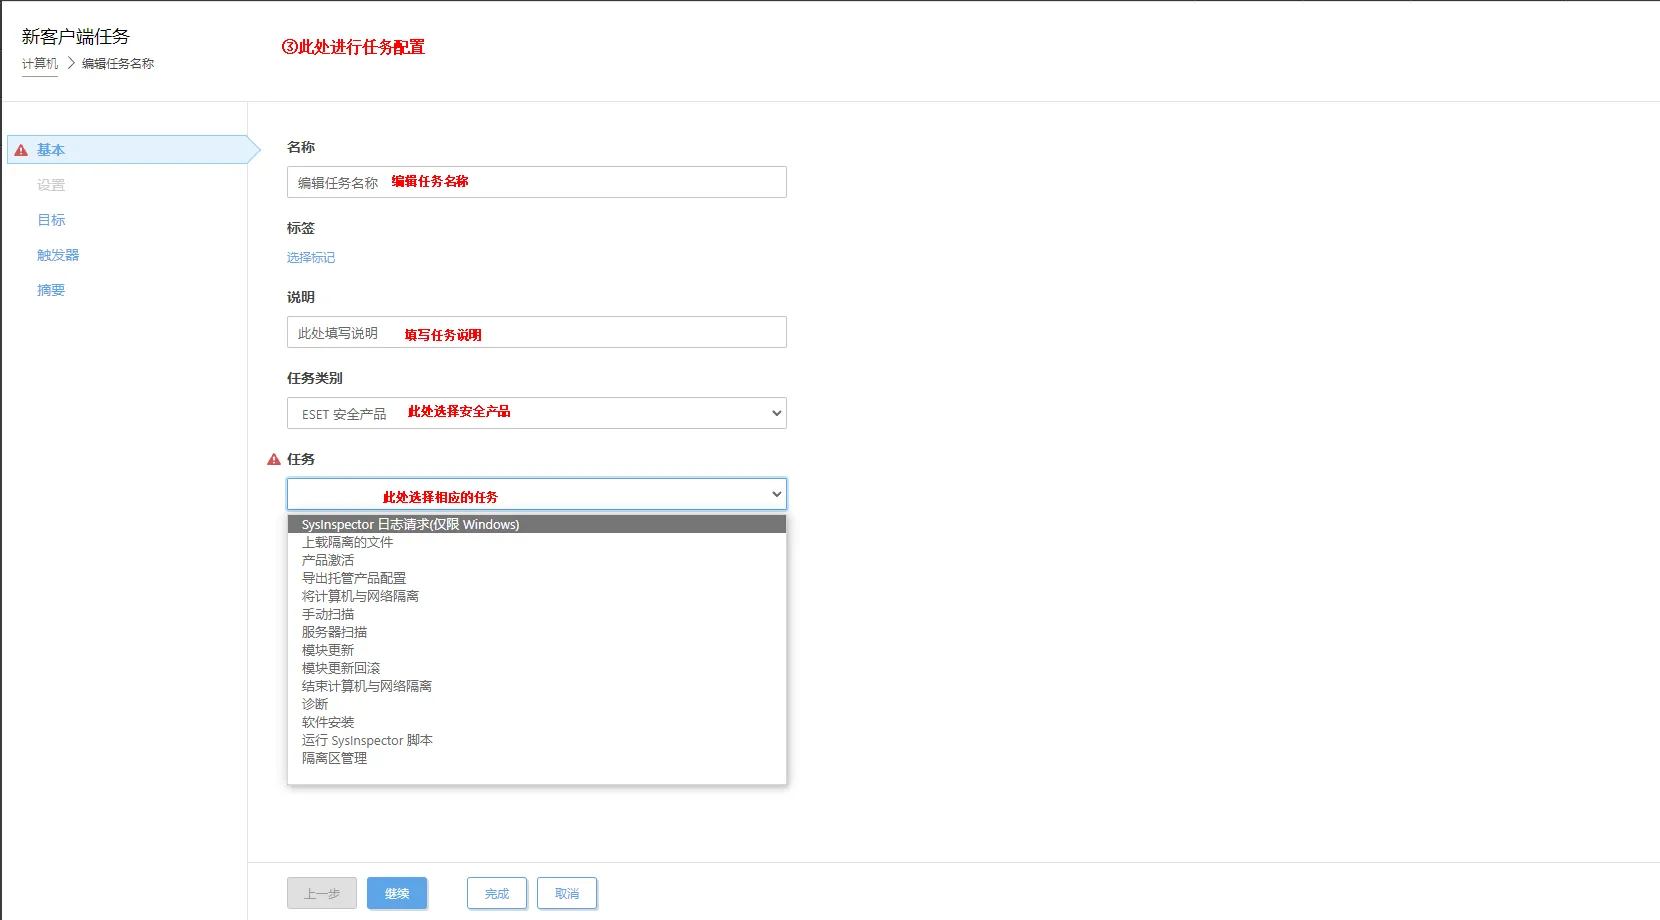 新客户端任务
③此处进行任务配置
计算机 > 编辑任务名称
基本
设置
目标
触发器
摘要
名称
编辑任务名称 编辑任务名称
标签
选择标记
说明
此处填写说明 填写任务说明
任务类别
ESET 安全产品 此处选择安全产品
任务
此处选择相应的任务
SysInspector 日志请求(仅限 Windows)
上载隔离的文件
产品激活
导出托管产品配置
将计算机与网络隔离
手动扫描
服务器扫描
模块更新
模块更新回滚
结束计算机与网络隔离
诊断
软件安装
运行 SysInspector 脚本
隔离区管理
上一步 继续 完成 取消